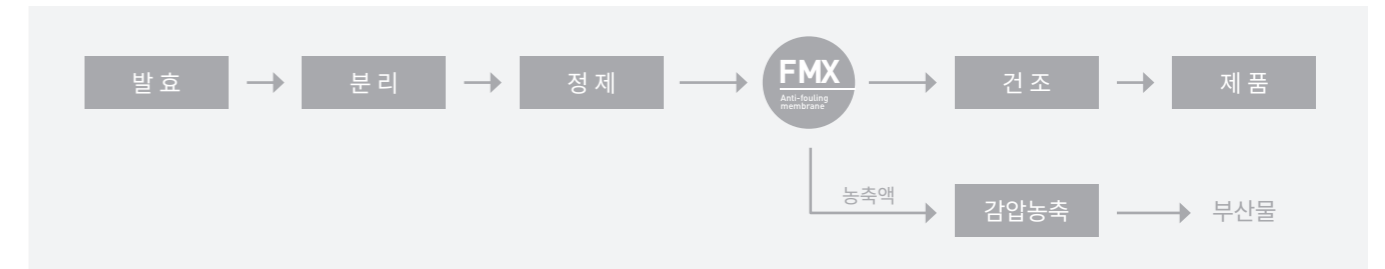 발 효
분 리
정 제
FMX
Anti-fouling
membrane
건 조
제 품
농축액
감압농축
부산물